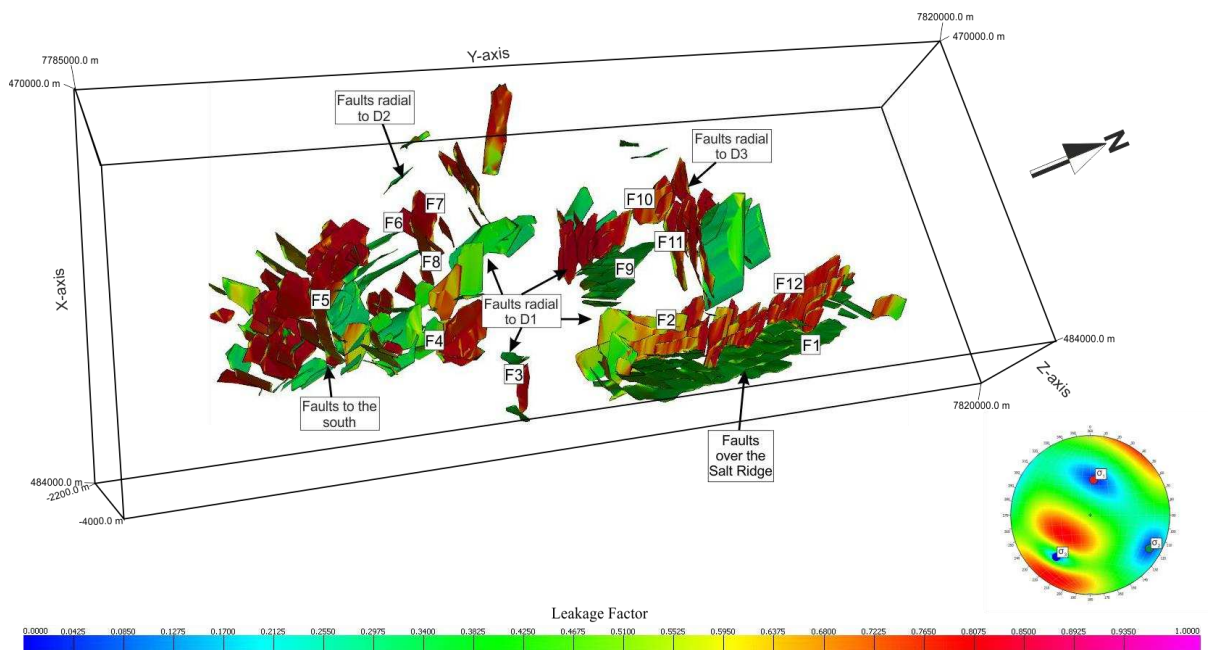 7820000.0 m
470000.0 m
Y-axis
7785000.0 m
470000.0 m
N
Faults radial
to D2
Faults radial
to D3
F10
F7
F6
F11
F8
F9
X-axis
F5
Faults radial
to D1
F12
F2
F4
F1
484000.0 m
F3
Z-axis
Faults to the
south
7820000.0 m
Faults
over the
Salt Ridge
484000.0 m
-2200.0 m
-4000.0 m
Leakage Factor
0.0000 0.0425 0.0850 0.1275 0.1700 0.2125 0.2550 0.2975 0.3400 0.3825 0.4250 0.4675 0.5100 0.5525 0.5950 0.6375 0.6800 0.7225 0.7650 0.8075 0.8500 0.8925 0.9350 1.0000